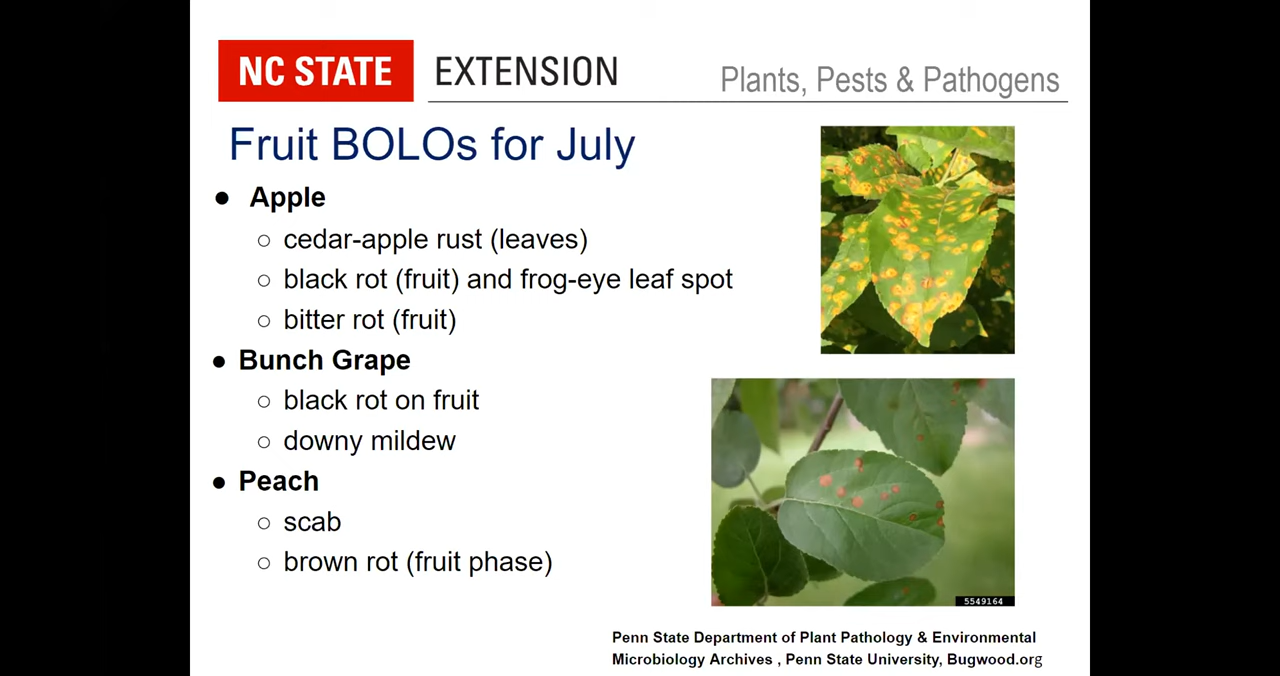 NC STATE EXTENSION
Plants, Pests & Pathogens
Fruit BOLOs for July
● Apple
○ cedar-apple rust (leaves)
○ black rot (fruit) and frog-eye leaf spot
○ bitter rot (fruit)
● Bunch Grape
○ black rot on fruit
○ downy mildew
● Peach
○ scab
○ brown rot (fruit phase)
5549164
Penn State Department of Plant Pathology & Environmental
Microbiology Archives , Penn State University, Bugwood.org